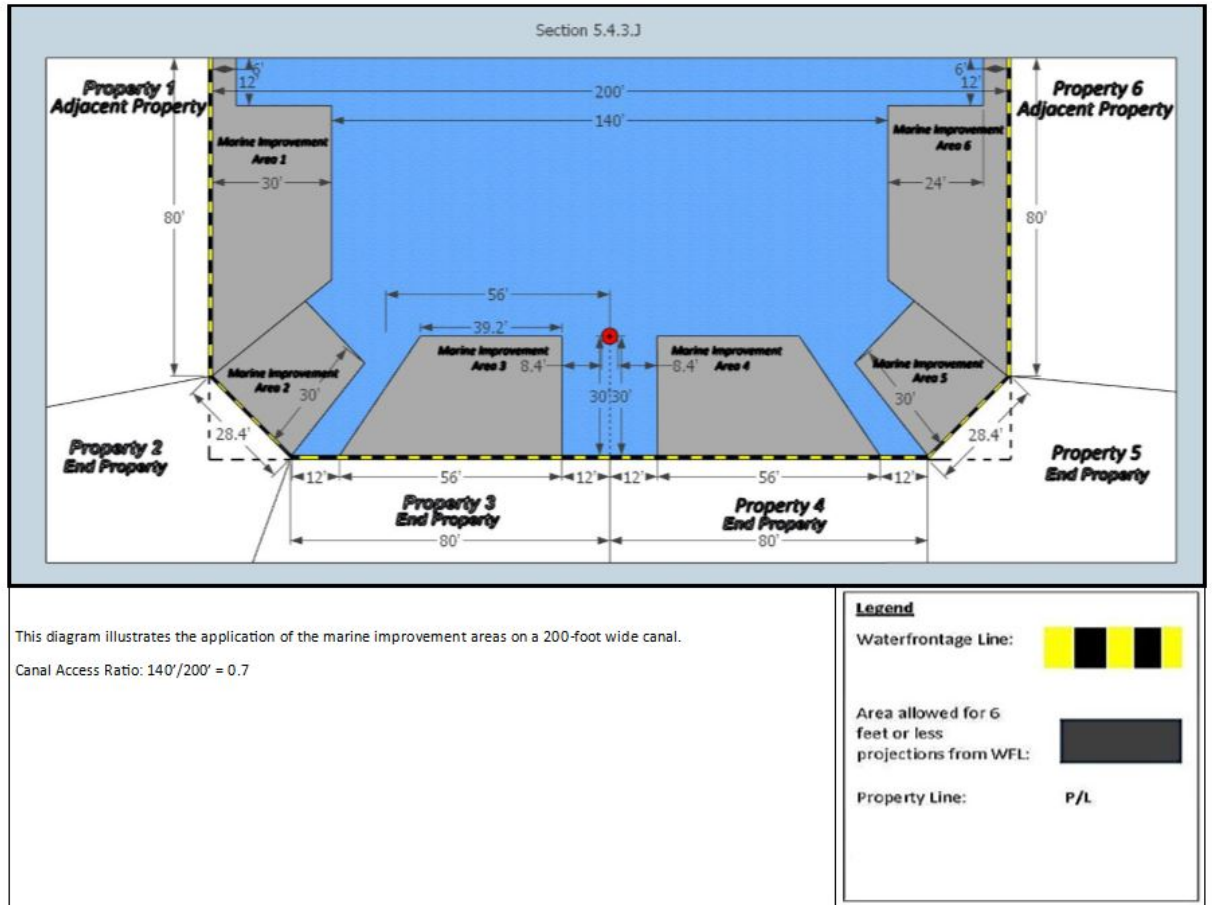 Section 5.4.3.J
Property 1
Adjacent Property
6'
12'
200'
140'
6'
12'
Property 6
Adjacent Property
Marine Improvement
Area 1
30'
Marine Improvement
Area 6
24'
80'
80'
56'
39.2'
Marine Improvement
Area 3
8.4'
30'
30'
8.4'
Marine Improvement
Area 4
Marine Improvement
Area 2
30'
28.4'
Marine Improvement
Area 5
30'
28.4'
Property 2
End Property
Property 5
End Property
12'
56'
12'
12'
56'
12'
Property 3
End Property
Property 4
End Property
80'
80'
This diagram illustrates the application of the marine improvement areas on a 200-foot wide canal.
Canal Access Ratio: 140’/200’ = 0.7
Legend
Waterfrontage Line:
Area allowed for 6
feet or less
projections from WFL:
Property Line:
P/L